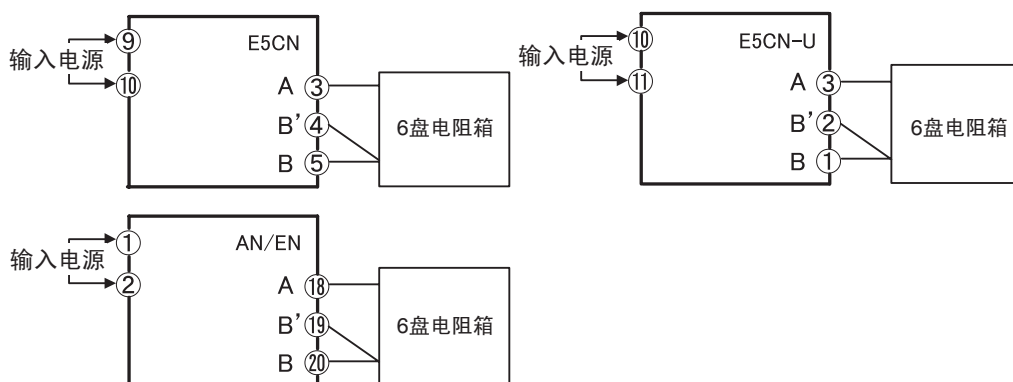 E5CN
⑨
输入电源
⑩
A ③
B' ④
B ⑤
6盘电阻箱
E5CN-U
⑩
输入电源
⑪
A ③
B' ②
B ①
6盘电阻箱
AN/EN
①
输入电源
②
A ⑱
B' ⑲
B ⑳
6盘电阻箱